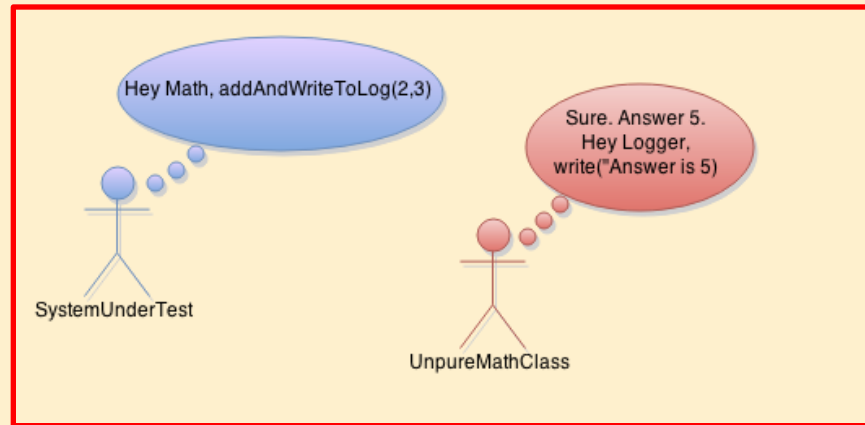 Hey Math, addAndWriteToLog(2,3)
Sure. Answer 5.
Hey Logger,
write("Answer is 5)
SystemUnderTest
UnpureMathClass